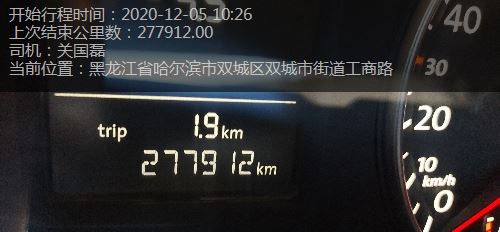 开始行程时间：2020-12-05 10:26
上次结束公里数：277912.00
司机：关国磊
当前位置：黑龙江省哈尔滨市双城区双城市街道工商路
40
30
20
trip 1.9 km
277912 km
10
km/h
0